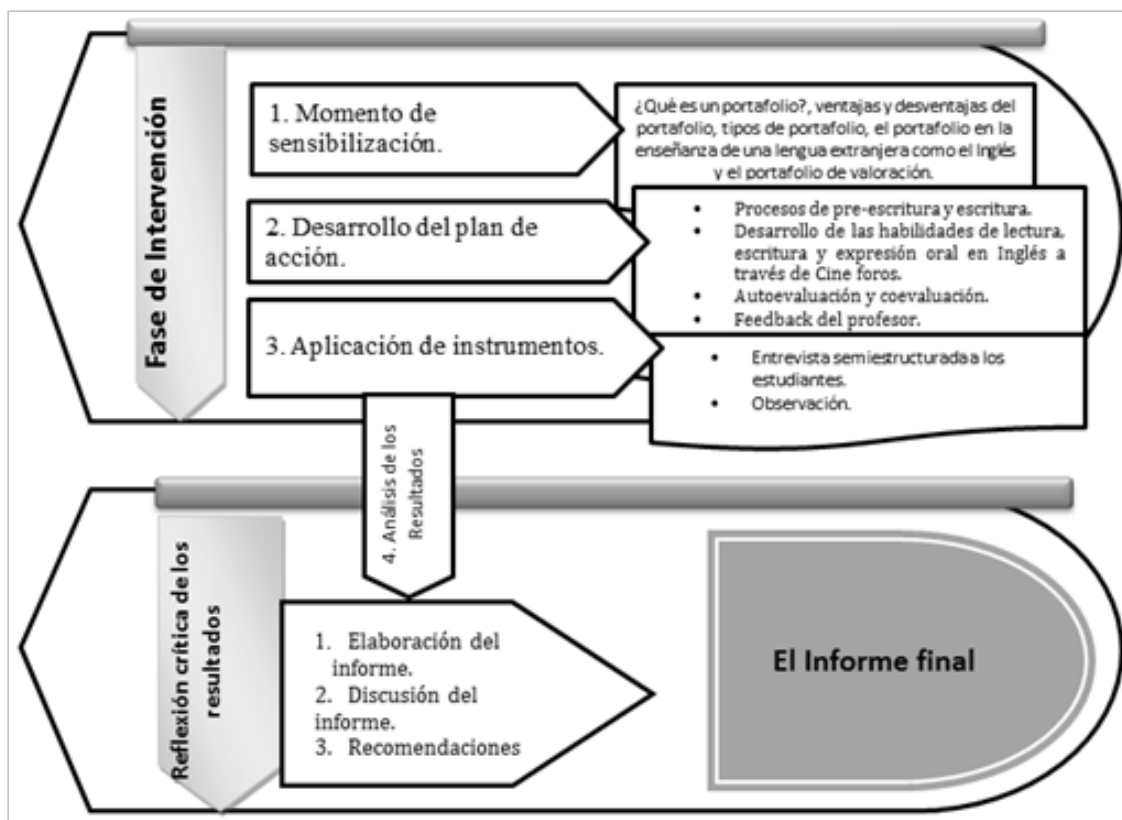 Fase de Intervención
1. Momento de
sensibilización.
¿Qué es un portafolio?, ventajas y desventajas del
portafolio, tipos de portafolio, el portafolio en la
enseñanza de una lengua extranjera como el Inglés
y el portafolio de valoración.
2. Desarrollo del plan de
acción.
• Procesos de pre-escritura y escritura.
• Desarrollo de las habilidades de lectura,
escritura y expresión oral en Inglés a
través de Cine foros.
• Autoevaluación y coevaluación.
• Feedback del profesor.
3. Aplicación de instrumentos.
• Entrevista semiestructurada a los
estudiantes.
• Observación.
4. Análisis de los
Resultados
Reflexión crítica de los
resultados
1. Elaboración del
informe.
2. Discusión del
informe.
3. Recomendaciones
El Informe final